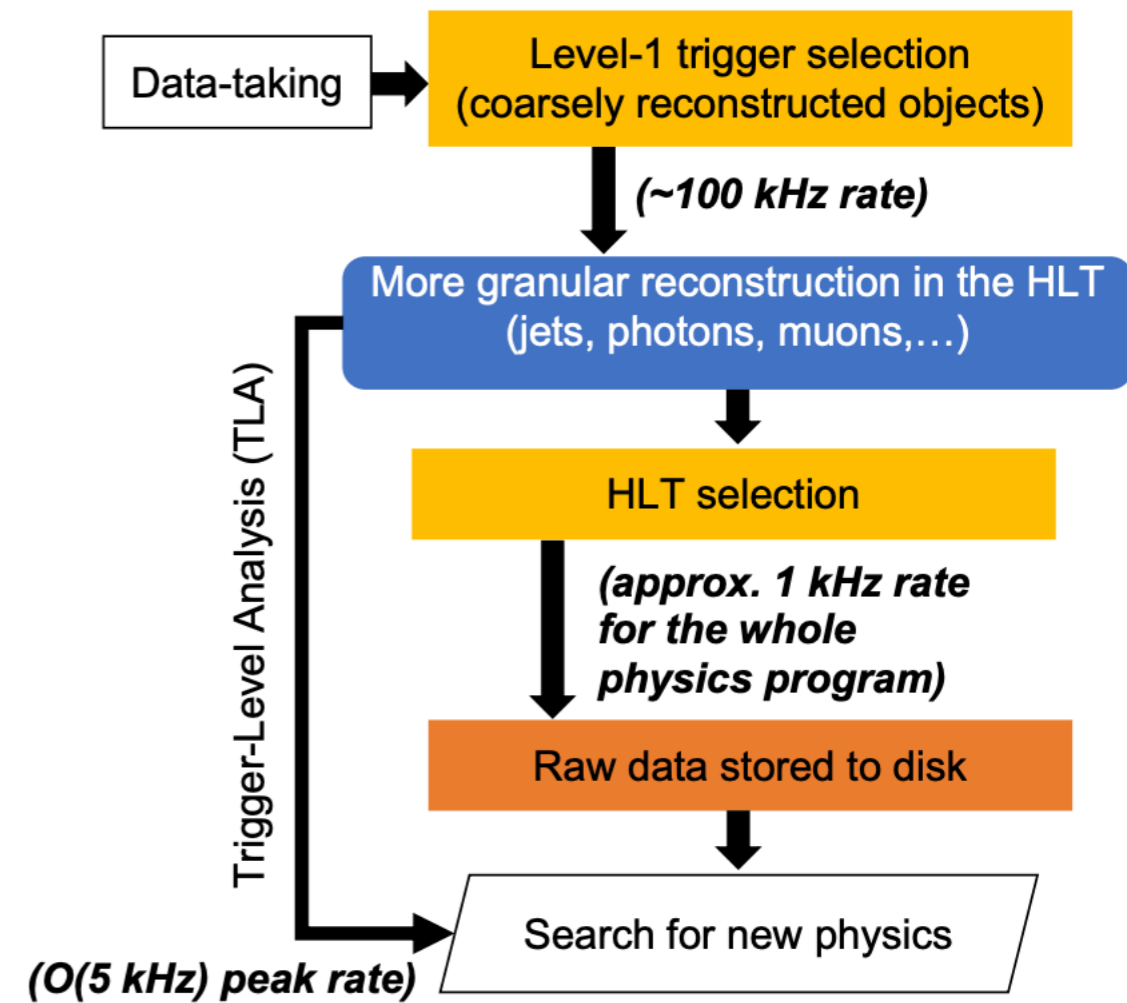 Data-taking
Level-1 trigger selection
(coarsely reconstructed objects)
(~100 kHz rate)
More granular reconstruction in the HLT
(jets, photons, muons,…)
HLT selection
(approx. 1 kHz rate
for the whole
physics program)
Raw data stored to disk
Trigger-Level Analysis (TLA)
Search for new physics
(O(5 kHz) peak rate)